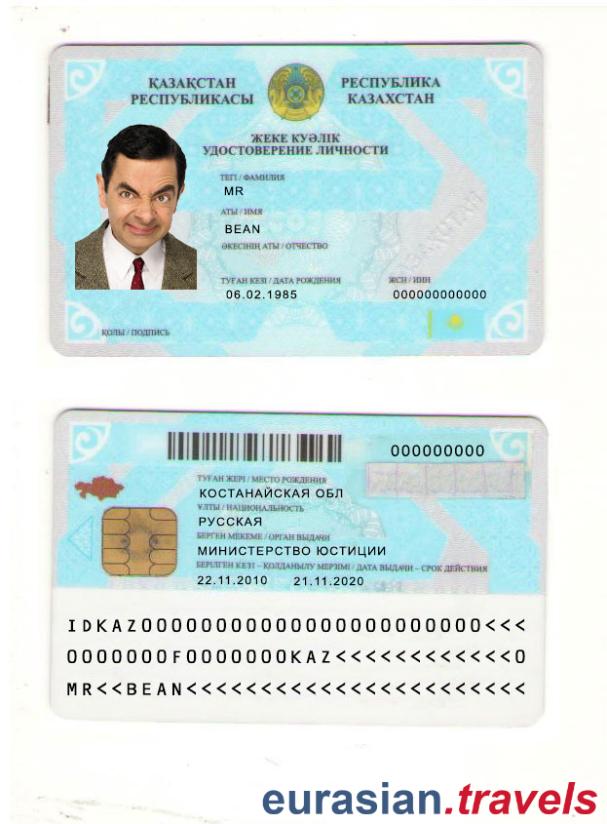 ҚАЗАҚСТАН РЕСПУБЛИКАСЫ
РЕСПУБЛИКА КАЗАХСТАН
ЖЕКЕ КУӘЛІК
УДОСТОВЕРЕНИЕ ЛИЧНОСТИ
ТЕГІ / ФАМИЛИЯ
MR
АТЫ / ИМЯ
BEAN
ӘКЕСІНІҢ АТЫ / ОТЧЕСТВО
ТУҒАН КЕЗІ / ДАТА РОЖДЕНИЯ ЖСН / ИИН
06.02.1985 000000000000
ҚОЛЫ / ПОДПИСЬ
000000000
ТУҒАН ЖЕРІ / МЕСТО РОЖДЕНИЯ
КОСТАНАЙСКАЯ ОБЛ
ҰЛТЫ / НАЦИОНАЛЬНОСТЬ
РУССКАЯ
БЕРГЕН МЕКЕМЕ / ОРГАН ВЫДАЧИ
МИНИСТЕРСТВО ЮСТИЦИИ
БЕРІЛГЕН КЕЗІ – ҚОЛДАНЫЛУ МЕРЗІМІ / ДАТА ВЫДАЧИ – СРОК ДЕЙСТВИЯ
22.11.2010 21.11.2020
IDKAZ0000000000000000000000<<<
0000000F0000000KAZ<<<<<<<<<<<0
MR<<BEAN<<<<<<<<<<<<<<<<<<<<<<
eurasian.travels